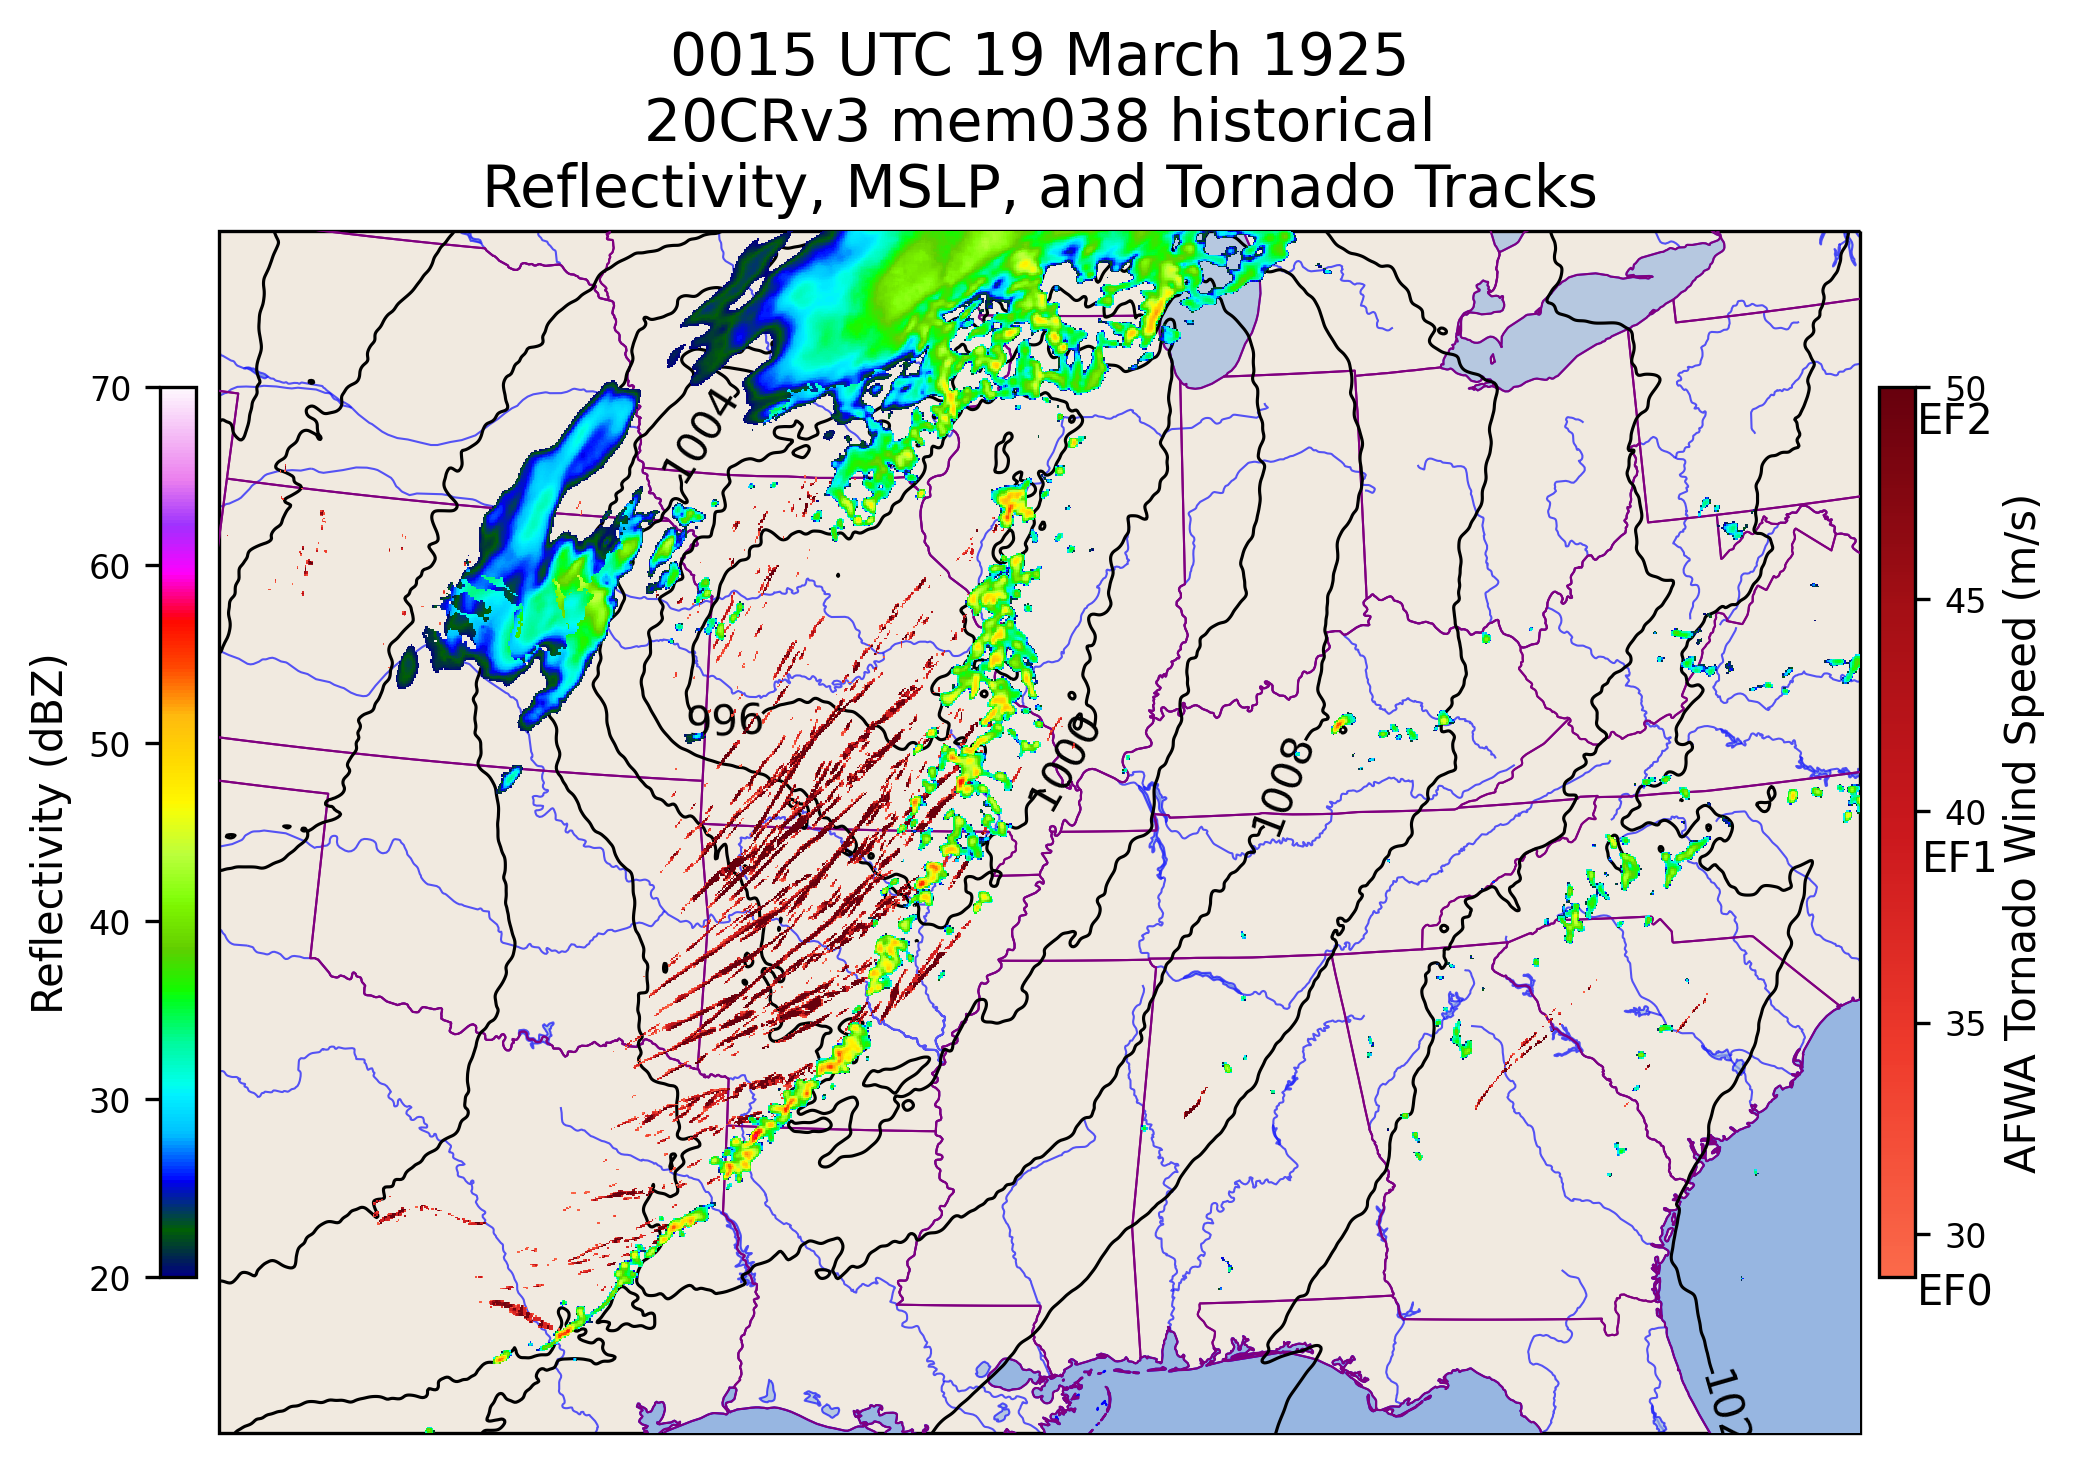 0015 UTC 19 March 1925
20CRv3 mem038 historical
Reflectivity, MSLP, and Tornado Tracks
Reflectivity (dBZ)
70
60
50
40
30
20
1004
996
1000
1008
102
50
EF2
45
40
EF1
35
30
EF0
AFWA Tornado Wind Speed (m/s)